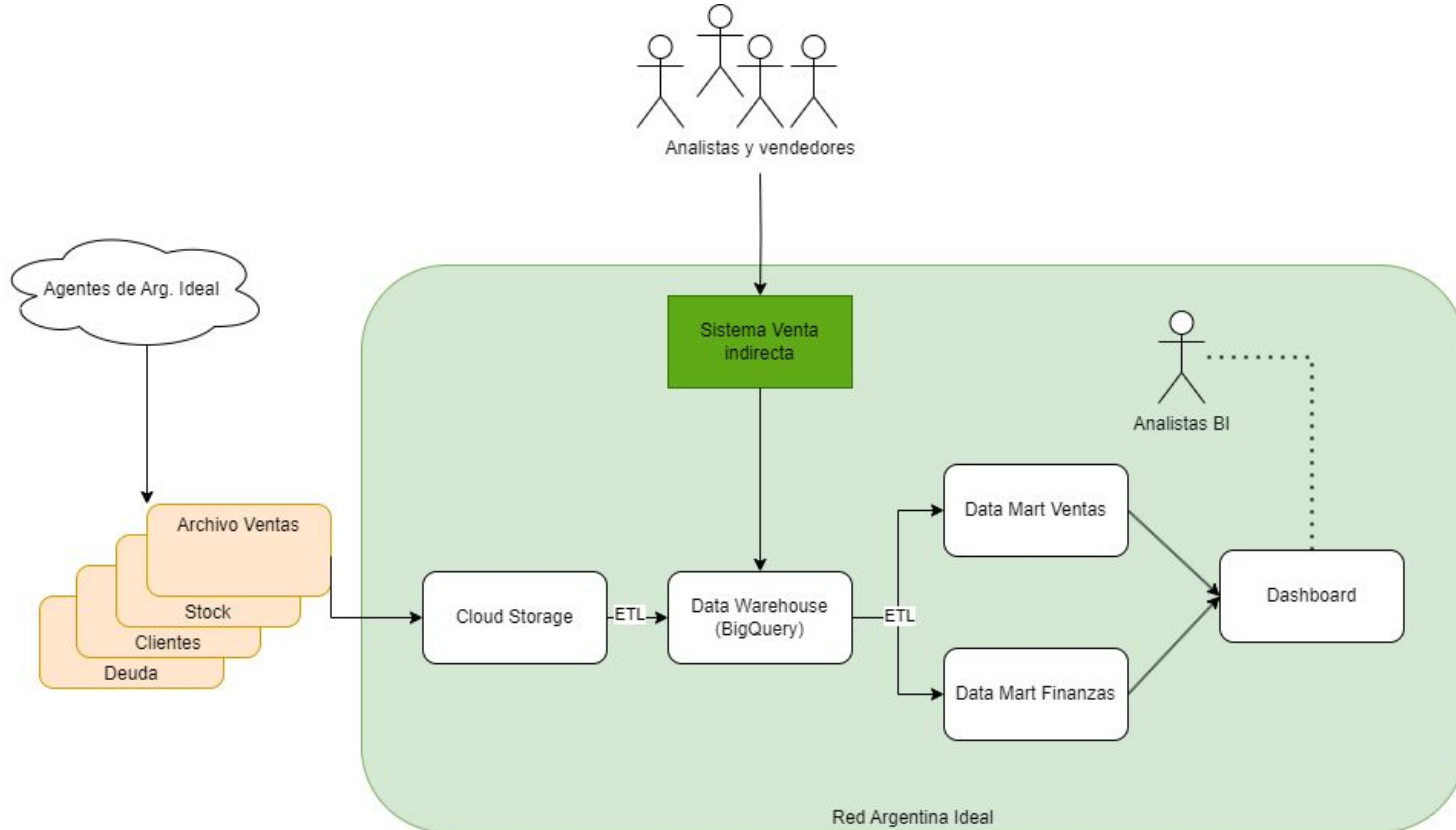 Analistas y vendedores
Agentes de Arg. Ideal
Sistema Venta
indirecta
Analistas BI
Archivo Ventas
Stock
Clientes
Deuda
Cloud Storage
ETL
Data Warehouse
(BigQuery)
ETL
Data Mart Ventas
Data Mart Finanzas
Dashboard
Red Argentina Ideal